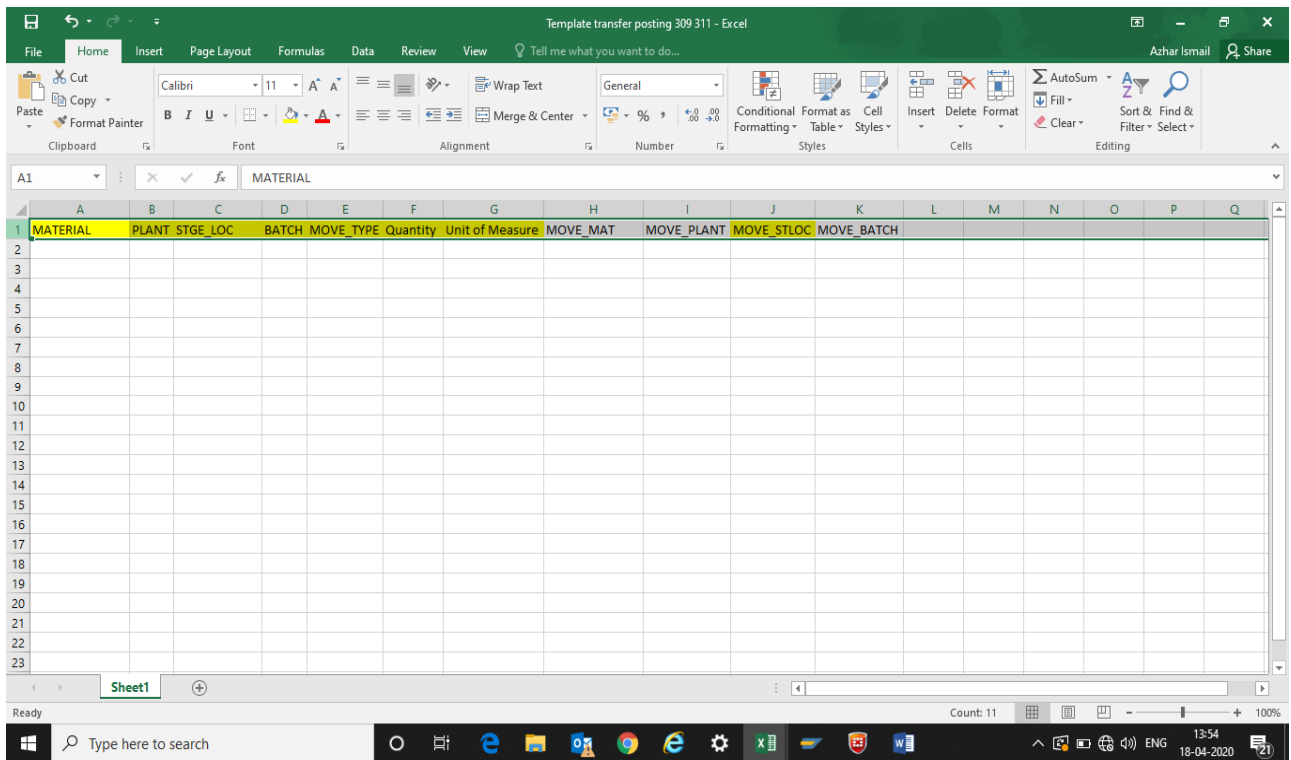 Template transfer posting 309 311 - Excel
File Home Insert Page Layout Formulas Data Review View Tell me what you want to do... Azhar Ismail Share
Paste
Cut
Copy
Format Painter
Clipboard
Calibri 11 A A
B I U A
Font
Wrap Text
Merge & Center
Alignment
General
% , .00 .0
Number
Conditional Formatting
Format as Table
Cell Styles
Styles
Insert Delete Format
Cells
AutoSum
Fill
Clear
Sort & Filter
Find & Select
Editing
A1 fx MATERIAL
A B C D E F G H I J K L M N O P Q
1 MATERIAL PLANT STGE_LOC BATCH MOVE_TYPE Quantity Unit of Measure MOVE_MAT MOVE_PLANT MOVE_STLOC MOVE_BATCH
2
3
4
5
6
7
8
9
10
11
12
13
14
15
16
17
18
19
20
21
22
23
Sheet1
Ready Count: 11 100%
Type here to search ENG 13:54
18-04-2020 21